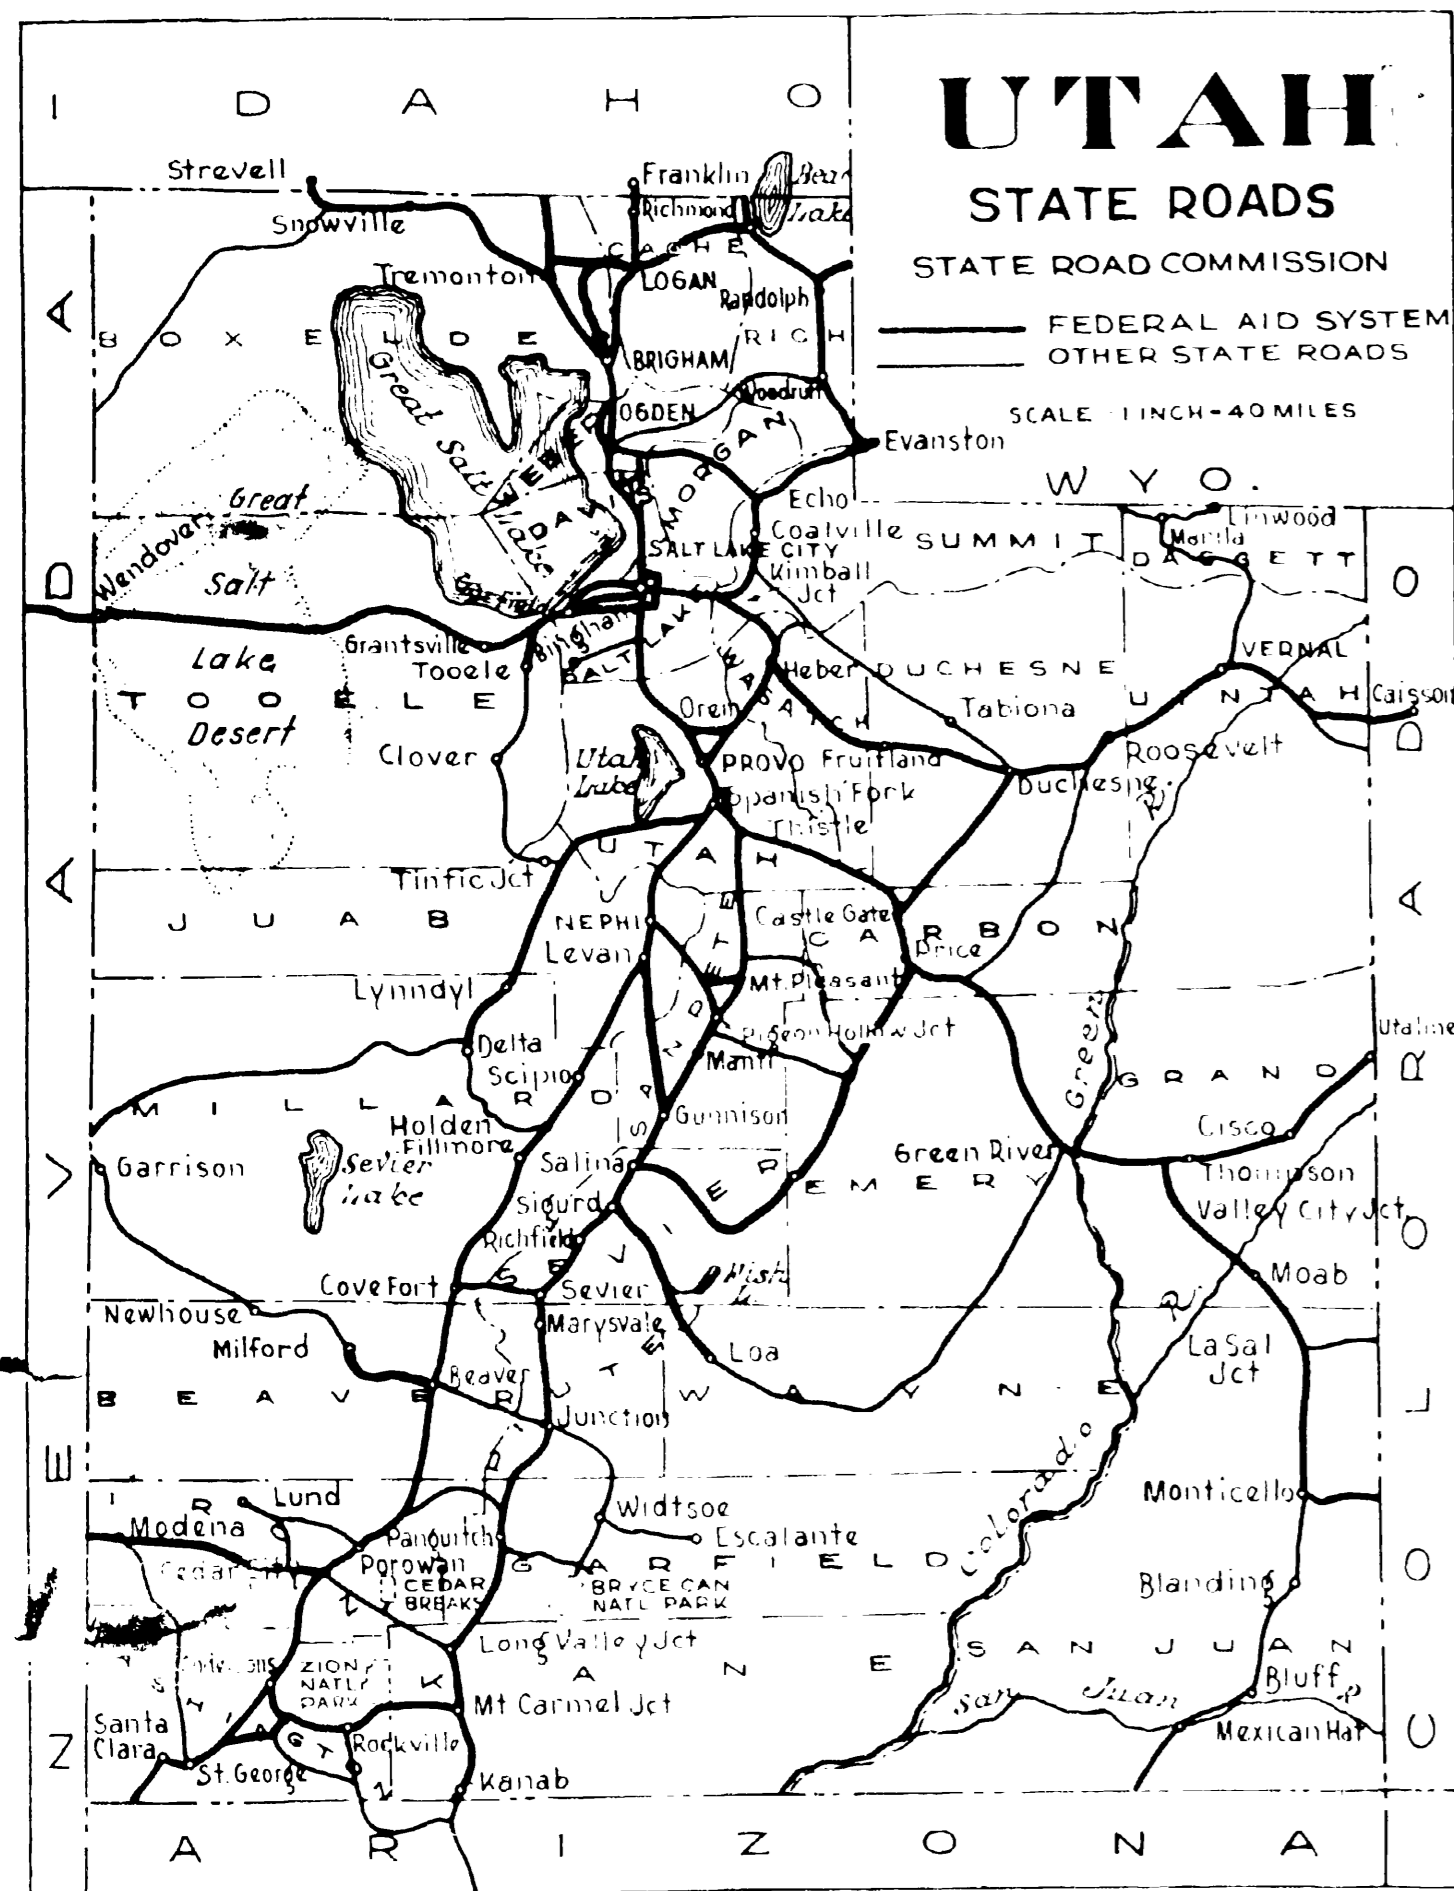 UTAH
STATE ROADS
STATE ROAD COMMISSION
FEDERAL AID SYSTEM
OTHER STATE ROADS
SCALE 1 INCH = 40 MILES
IDAHO
WYO.
NEVADA
COLORADO
ARIZONA
Strevell
Snowville
Franklin
Richmond
Bear
Lake
CACHE
Tremonton
LOGAN
Randolph
BOX ELDER
RICH
BRIGHAM
Woodruff
OGDEN
Great Salt Lake
WEBER
MORGAN
Evanston
DAVIS
Echo
Coalville
SUMMIT
Linwood
Manila
DAGGETT
Wendover
Great
Salt
Lake
Desert
SALT LAKE CITY
Kimball
Jct
Garfield
Bingham
SALT LAKE
Grantsville
Tooele
TOOELE
Heber
WASATCH
DUCHESNE
VERNAL
UINTAH
Caisson
Orem
Tabiona
Clover
Utah
Lake
PROVO
Fruitland
Roosevelt
Duchesne
Spanish Fork
Thistle
UTAH
Tintic Jct
JUAB
NEPHI
Castle Gate
CARBON
Levan
Price
Mt. Pleasant
Lynndyl
SANPETE
Pigeon Hollow Jct
Utaline
Delta
Manti
Scipio
Green R.
GRAND
MILLARD
Holden
Gunnison
Fillmore
Cisco
Garrison
Sevier
Lake
Salina
Green River
Thompson
EMERY
Sigurd
Valley City Jct.
Richfield
SEVIER
Fish
L.
Moab
Cove Fort
Sevier
Newhouse
Marysvale
Milford
Loa
LaSal
Jct
Beaver
BEAVER
PIUTE
WAYNE
Junction
Colorado R.
Lund
IRON
Widtsoe
Monticello
Modena
Panguitch
Escalante
Cedar City
Porowan
GARFIELD
CEDAR
BREAKS
BRYCE CAN
NATL PARK
Blanding
Long Valley Jct
SAN JUAN
ZION
NATL
PARK
KANE
Bluff
San Juan R
Mt Carmel Jct
Santa
Clara
Rockville
Mexican Hat
St. George
Kanab